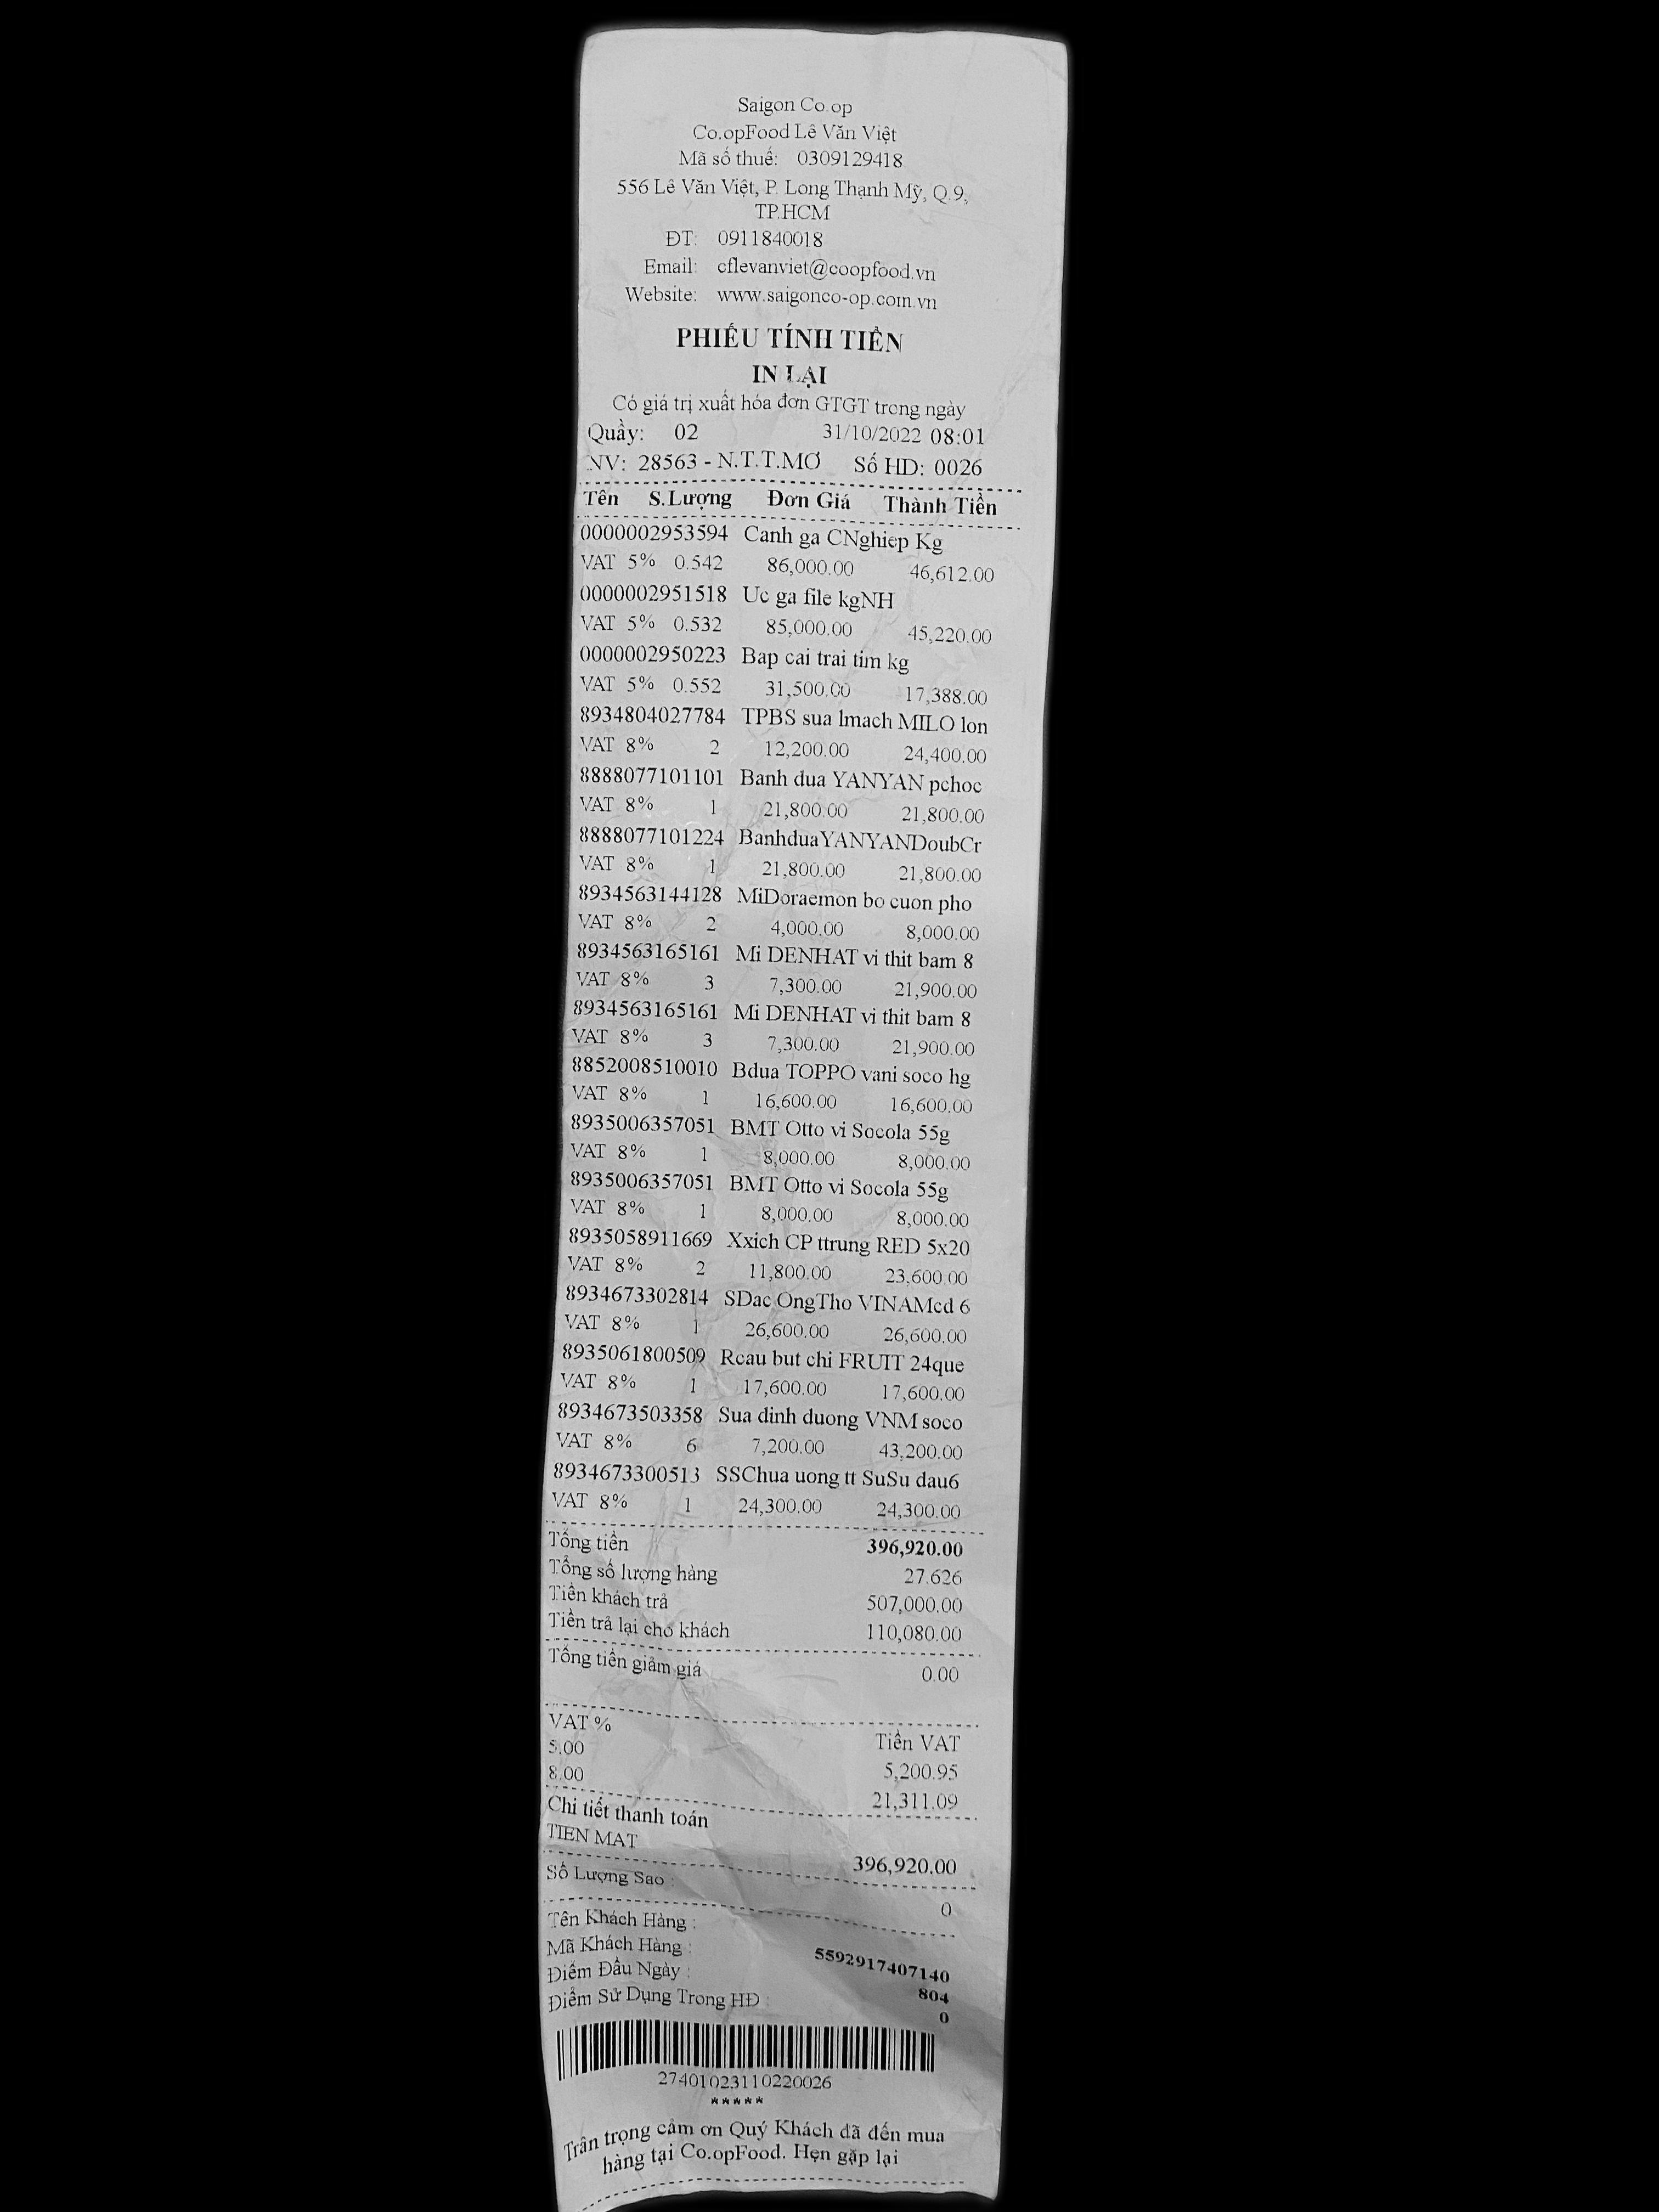 Saigon Co.op
Co.opFood Lê Văn Việt
Mã số thuế: 0309129418
556 Lê Văn Việt, P. Long Thạnh Mỹ, Q.9,
TP.HCM
ĐT: 0911840018
Email: cflevanviet@coopfood.vn
Website: www.saigonco-op.com.vn
PHIẾU TÍNH TIỀN
IN LẠI
Có giá trị xuất hóa đơn GTGT trong ngày
Quầy: 02 31/10/2022 08:01
NV: 28563 - N.T.T.MƠ Số HD: 0026
Tên S.Lượng Đơn Giá Thành Tiền
0000002953594 Canh ga CNghiep Kg
VAT 5% 0.542 86,000.00 46,612.00
0000002951518 Uc ga file kgNH
VAT 5% 0.532 85,000.00 45,220.00
0000002950223 Bap cai trai tim kg
VAT 5% 0.552 31,500.00 17,388.00
8934804027784 TPBS sua lmach MILO lon
VAT 8% 2 12,200.00 24,400.00
8888077101101 Banh dua YANYAN pchoc
VAT 8% 1 21,800.00 21,800.00
8888077101224 BanhduaYANYANDoubCr
VAT 8% 1 21,800.00 21,800.00
8934563144128 MiDoraemon bo cuon pho
VAT 8% 2 4,000.00 8,000.00
8934563165161 Mi DENHAT vi thit bam 8
VAT 8% 3 7,300.00 21,900.00
8934563165161 Mi DENHAT vi thit bam 8
VAT 8% 3 7,300.00 21,900.00
8852008510010 Bdua TOPPO vani soco hg
VAT 8% 1 16,600.00 16,600.00
8935006357051 BMT Otto vi Socola 55g
VAT 8% 1 8,000.00 8,000.00
8935006357051 BMT Otto vi Socola 55g
VAT 8% 1 8,000.00 8,000.00
8935058911669 Xxich CP ttrung RED 5x20
VAT 8% 2 11,800.00 23,600.00
8934673302814 SDac OngTho VINAMcd 6
VAT 8% 1 26,600.00 26,600.00
8935061800509 Rcau but chi FRUIT 24que
VAT 8% 1 17,600.00 17,600.00
8934673503358 Sua dinh duong VNM soco
VAT 8% 6 7,200.00 43,200.00
8934673300513 SSChua uong tt SuSu dau6
VAT 8% 1 24,300.00 24,300.00
Tổng tiền 396,920.00
Tổng số lượng hàng 27.626
Tiền khách trả 507,000.00
Tiền trả lại cho khách 110,080.00
Tổng tiền giảm giá 0.00
VAT % Tiền VAT
5.00 5,200.95
8.00 21,311.09
Chi tiết thanh toán
TIEN MAT 396,920.00
Số Lượng Sao : 0
Tên Khách Hàng :
Mã Khách Hàng : 5592917407140
Điểm Đầu Ngày : 804
Điểm Sử Dụng Trong HĐ : 0
27401023110220026
*****
Trân trọng cảm ơn Quý Khách đã đến mua
hàng tại Co.opFood. Hẹn gặp lại